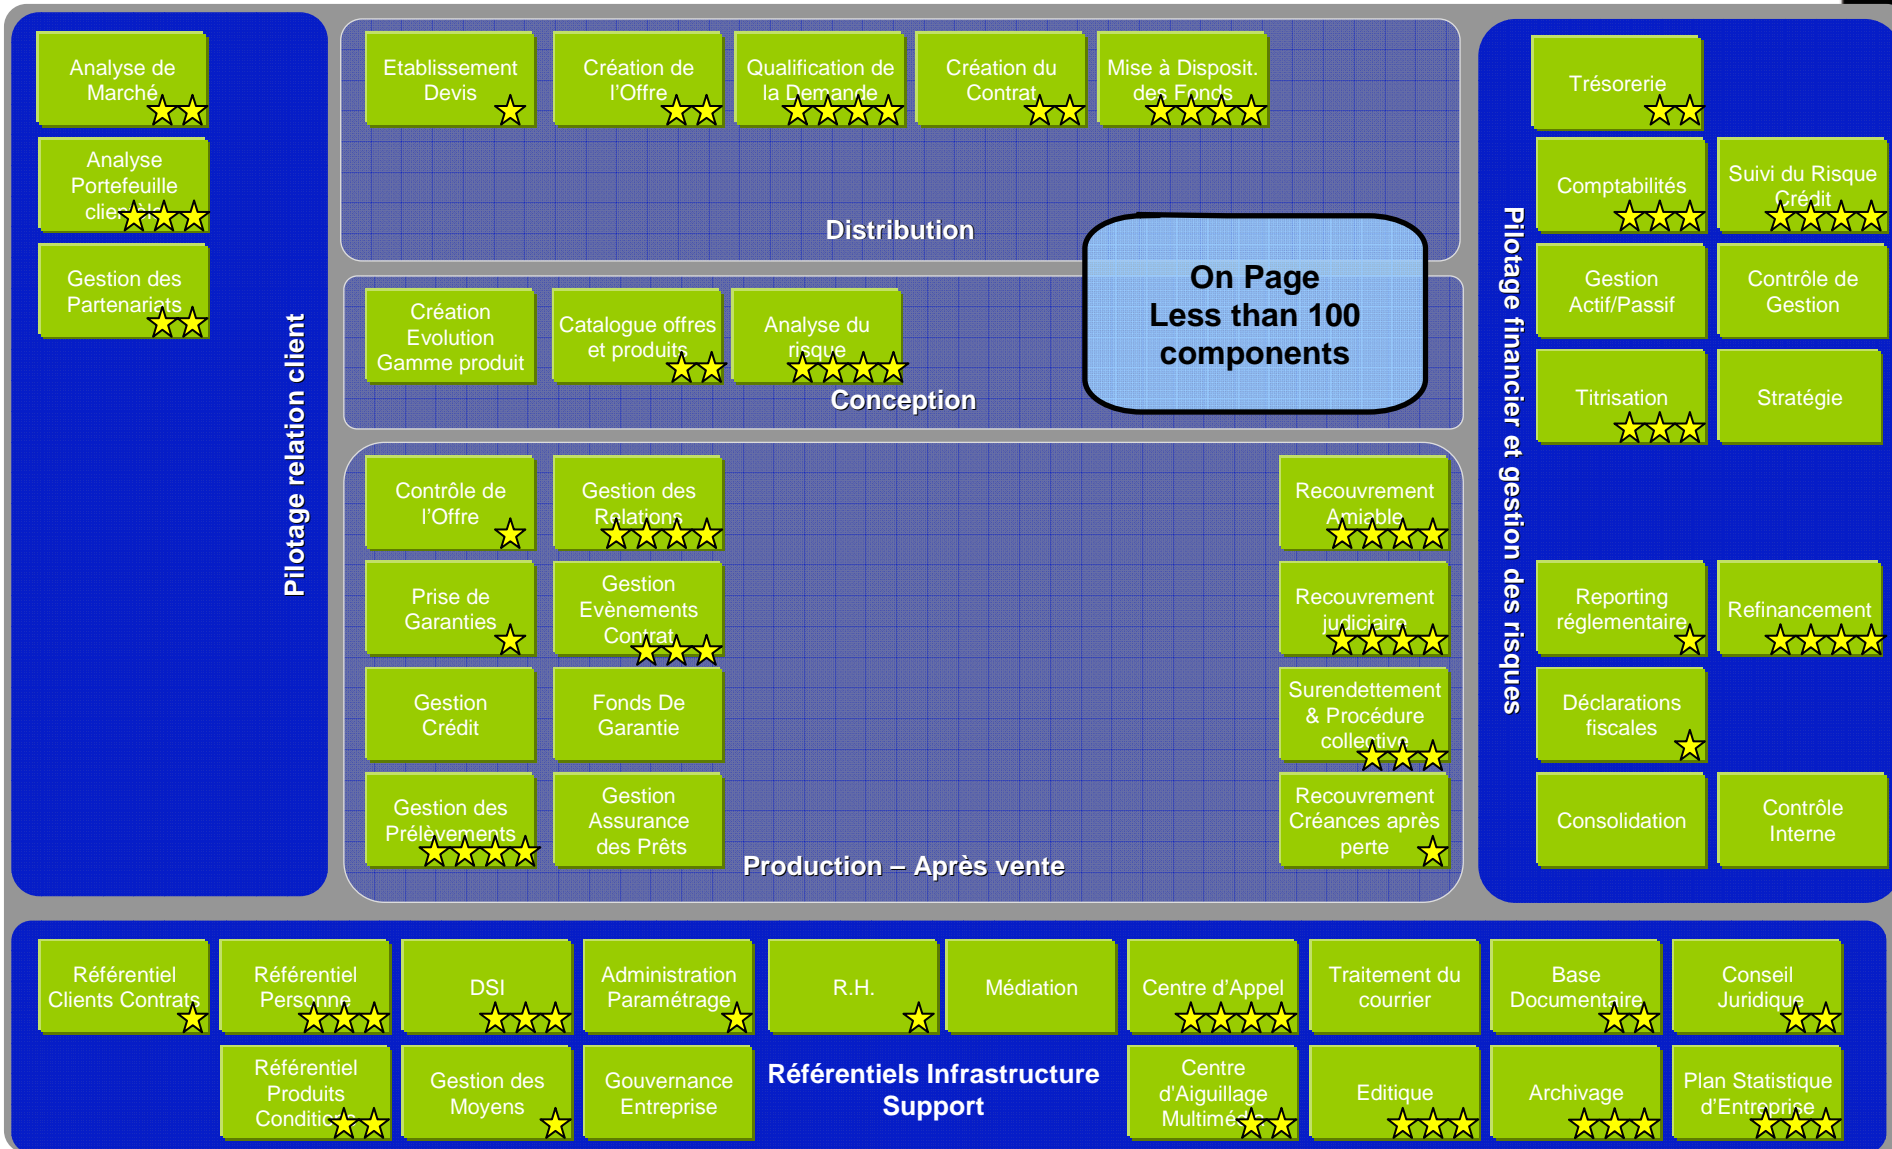 Analyse de
Marché
Analyse
Portefeuille
clientèle
Gestion des
Partenariats
Pilotage relation client
Etablissement
Devis
Création de
l'Offre
Qualification de
la Demande
Création du
Contrat
Mise à Disposit.
des Fonds
Distribution
On Page
Less than 100
components
Création
Evolution
Gamme produit
Catalogue offres
et produits
Analyse du
risque
Conception
Contrôle de
l'Offre
Gestion des
Relations
Recouvrement
Amiable
Prise de
Garanties
Gestion
Evènements
Contrat
Recouvrement
judiciaire
Gestion
Crédit
Fonds De
Garantie
Surendettement
& Procédure
collective
Gestion des
Prélèvements
Gestion
Assurance
des Prêts
Recouvrement
Créances après
perte
Production – Après vente
Pilotage financier et gestion des risques
Trésorerie
Comptabilités
Suivi du Risque
Crédit
Gestion
Actif/Passif
Contrôle de
Gestion
Titrisation
Stratégie
Reporting
réglementaire
Refinancement
Déclarations
fiscales
Consolidation
Contrôle
Interne
Référentiel
Clients Contrats
Référentiel
Personne
DSI
Administration
Paramétrage
R.H.
Médiation
Centre d'Appel
Traitement du
courrier
Base
Documentaire
Conseil
Juridique
Référentiel
Produits
Conditions
Gestion des
Moyens
Gouvernance
Entreprise
Référentiels Infrastructure
Support
Centre
d'Aiguillage
Multimédia
Editique
Archivage
Plan Statistique
d'Entreprise